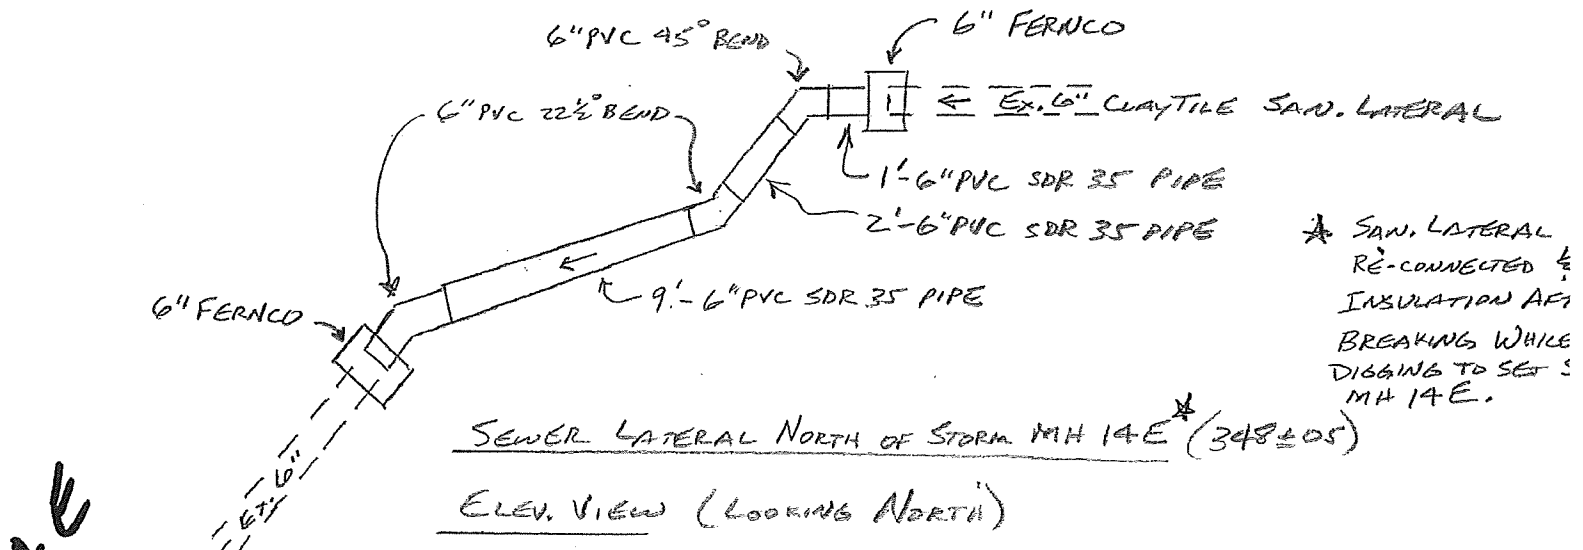 6" PVC 45° BEND
6" FERNCO
6" PVC 22½° BEND
← EX. 6" CLAY TILE SAN. LATERAL
1'-6" PVC SDR 35 PIPE
2'-6" PVC SDR 35 PIPE
9'-6" PVC SDR 35 PIPE
6" FERNCO
★ SAN. LATERAL
RE-CONNECTED &
INSULATION
BREAKING WHILE
DIGGING TO SET
MH 14E.
SEWER LATERAL NORTH OF STORM MH 14E★ (348±05)
ELEV. VIEW (LOOKING NORTH)
EX. 6"